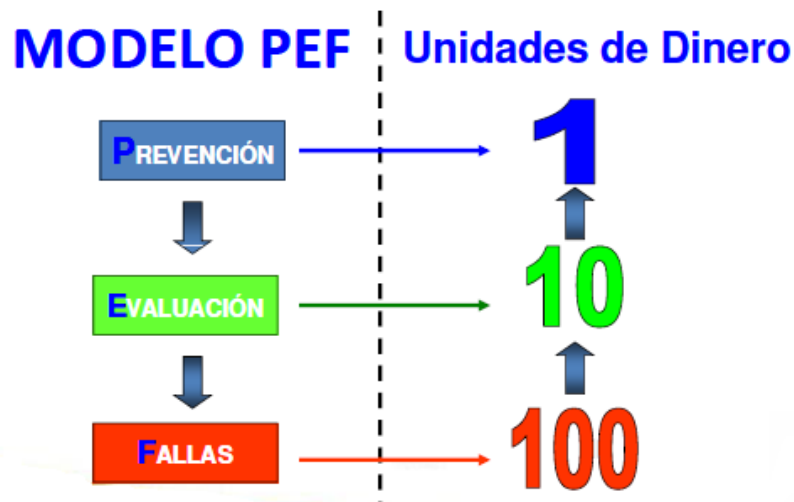 MODELO PEF
Unidades de Dinero
PREVENCIÓN
1
EVALUACIÓN
10
FALLAS
100